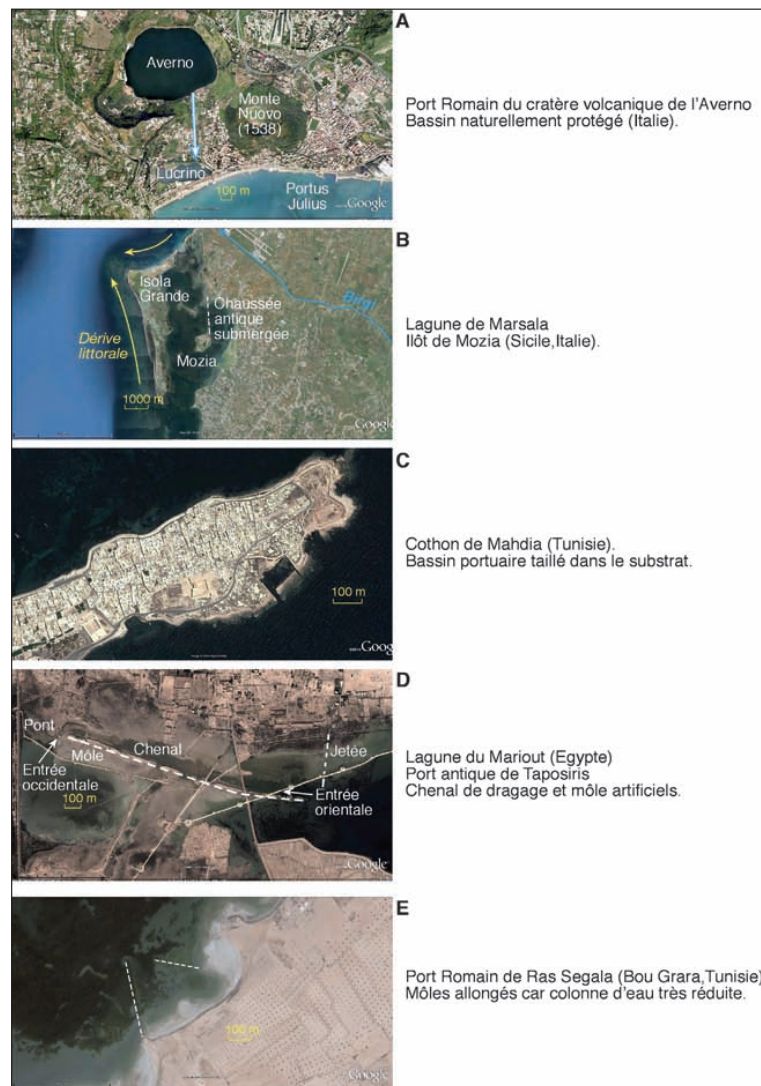 A
Averno
Monte
Nuovo
(1538)
Lucrino
100 m
Portus
Julius
Google
Port Romain du cratère volcanique de l'Averno
Bassin naturellement protégé (Italie).
B
Isola
Grande
Chaussée
antique
submergée
Birgi
Dérive
littorale
Mozia
1000 m
Google
Lagune de Marsala
Ilôt de Mozia (Sicile,Italie).
C
100 m
Goog
Cothon de Mahdia (Tunisie).
Bassin portuaire taillé dans le substrat.
D
Pont
Chenal
Môle
Jetée
Entrée
occidentale
100 m
Entrée
orientale
Google
Lagune du Mariout (Egypte)
Port antique de Taposiris
Chenal de dragage et môle artificiels.
E
100 m
Google
Port Romain de Ras Segala (Bou Grara,Tunisie)
Môles allongés car colonne d'eau très réduite.